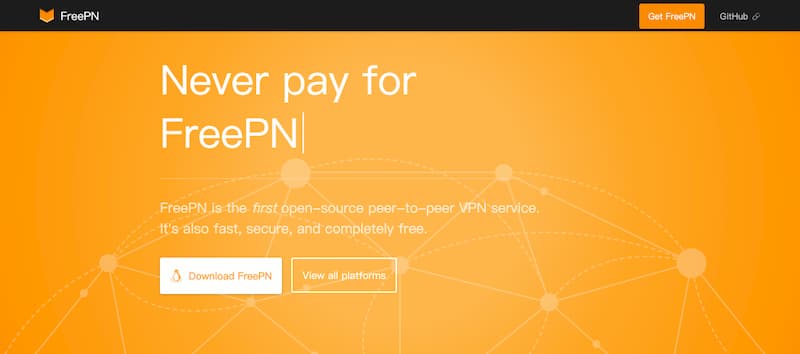 FreePN
Get FreePN
GitHub
Never pay for
FreePN
FreePN is the first open-source peer-to-peer VPN service.
It's also fast, secure, and completely free.
Download FreePN
View all platforms